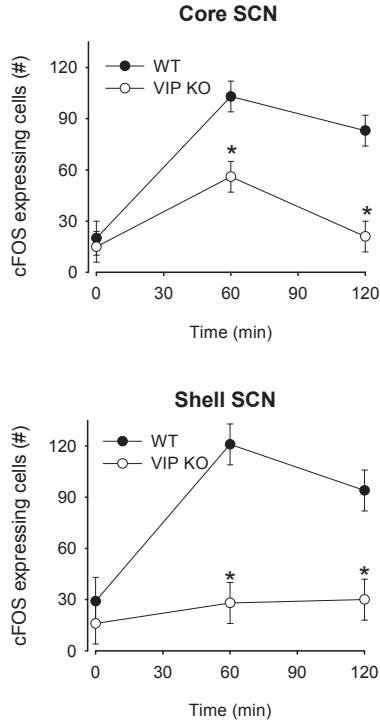 Core SCN
120
90
60
30
0
cFOS expressing cells (#)
WT
VIP KO
*
*
0 30 60 90 120
Time (min)
Shell SCN
120
90
60
30
0
cFOS expressing cells (#)
WT
VIP KO
*
*
0 30 60 90 120
Time (min)